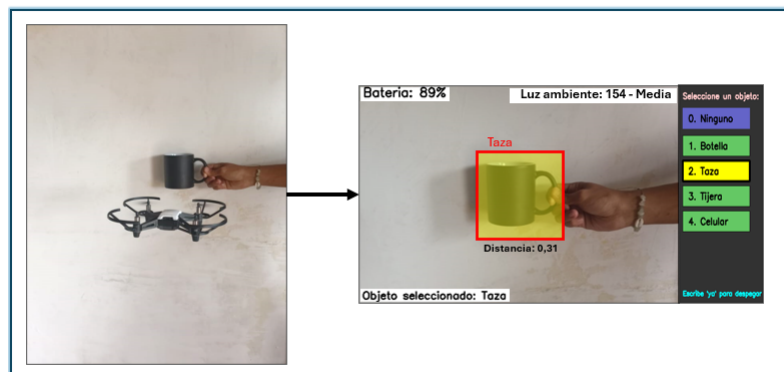 Bateria: 89%
Luz ambiente: 154 - Media
Taza
Distancia: 0,31
Objeto seleccionado: Taza
Seleccione un objeto:
0. Ninguno
1. Botella
2. Taza
3. Tijera
4. Celular
Escribe 'ya' para despegar